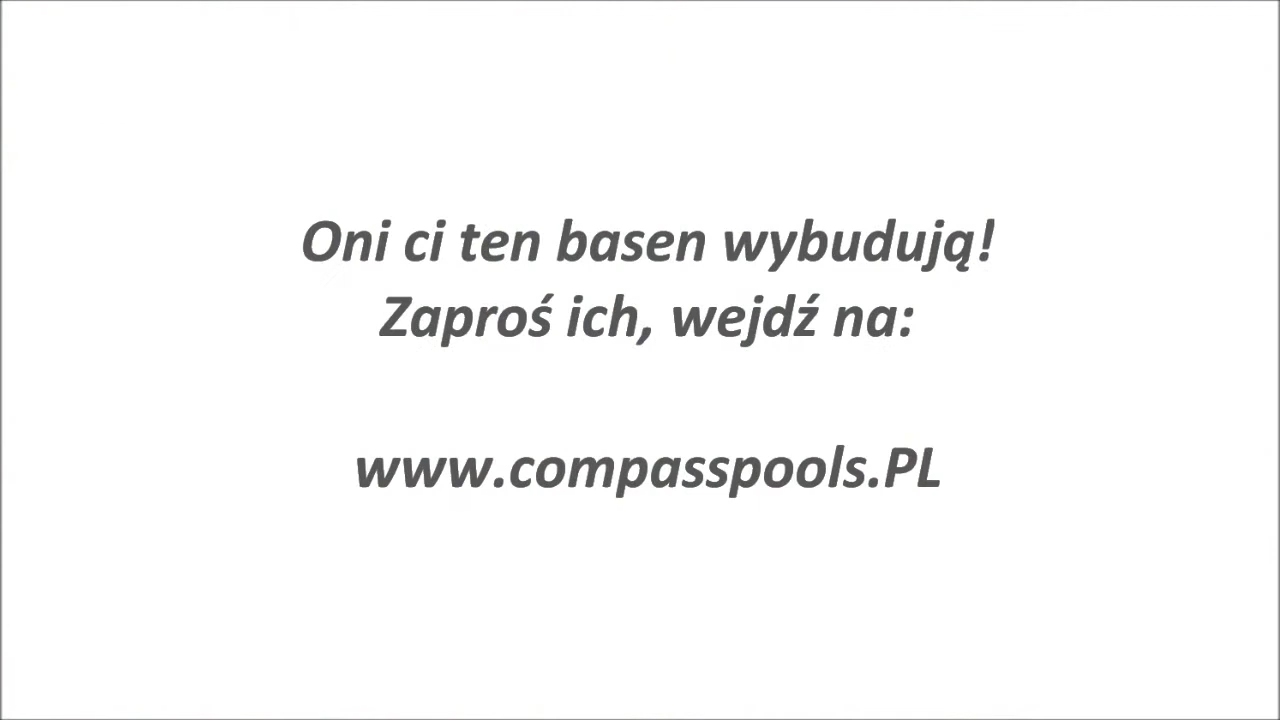 Oni ci ten basen wybudują!
Zaproś ich, wejdź na:
www.compasspools.PL